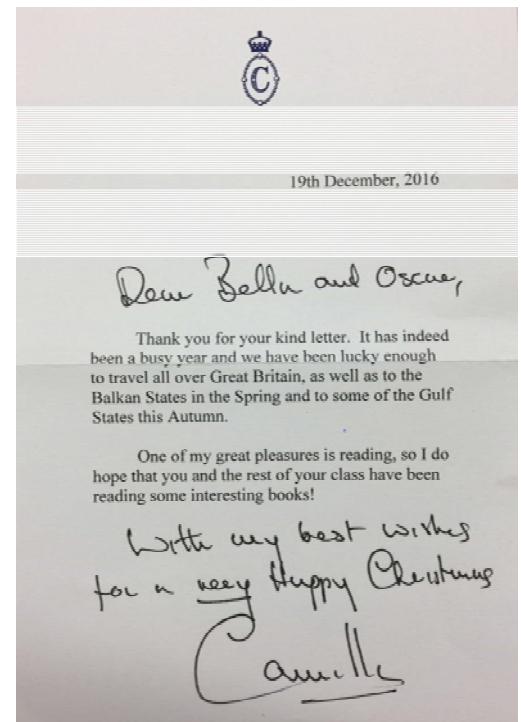 C
19th December, 2016
Dear Bella and Oscar,
Thank you for your kind letter.  It has indeed
been a busy year and we have been lucky enough
to travel all over Great Britain, as well as to the
Balkan States in the Spring and to some of the Gulf
States this Autumn.
One of my great pleasures is reading, so I do
hope that you and the rest of your class have been
reading some interesting books!
With my best wishes
for a very Happy Christmas
Camilla